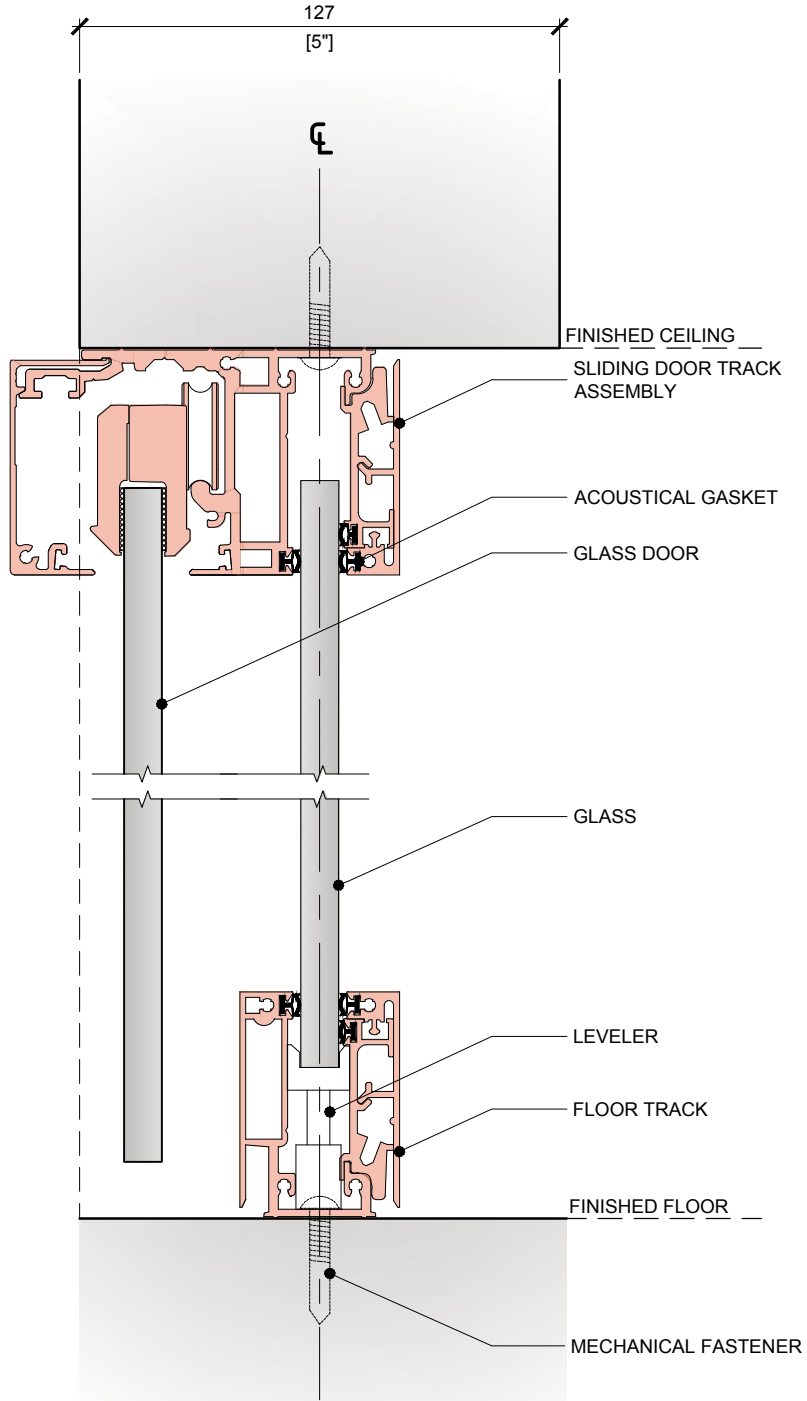 127
[5"]
℄
FINISHED CEILING
SLIDING DOOR TRACK
ASSEMBLY
ACOUSTICAL GASKET
GLASS DOOR
GLASS
LEVELER
FLOOR TRACK
FINISHED FLOOR
MECHANICAL FASTENER